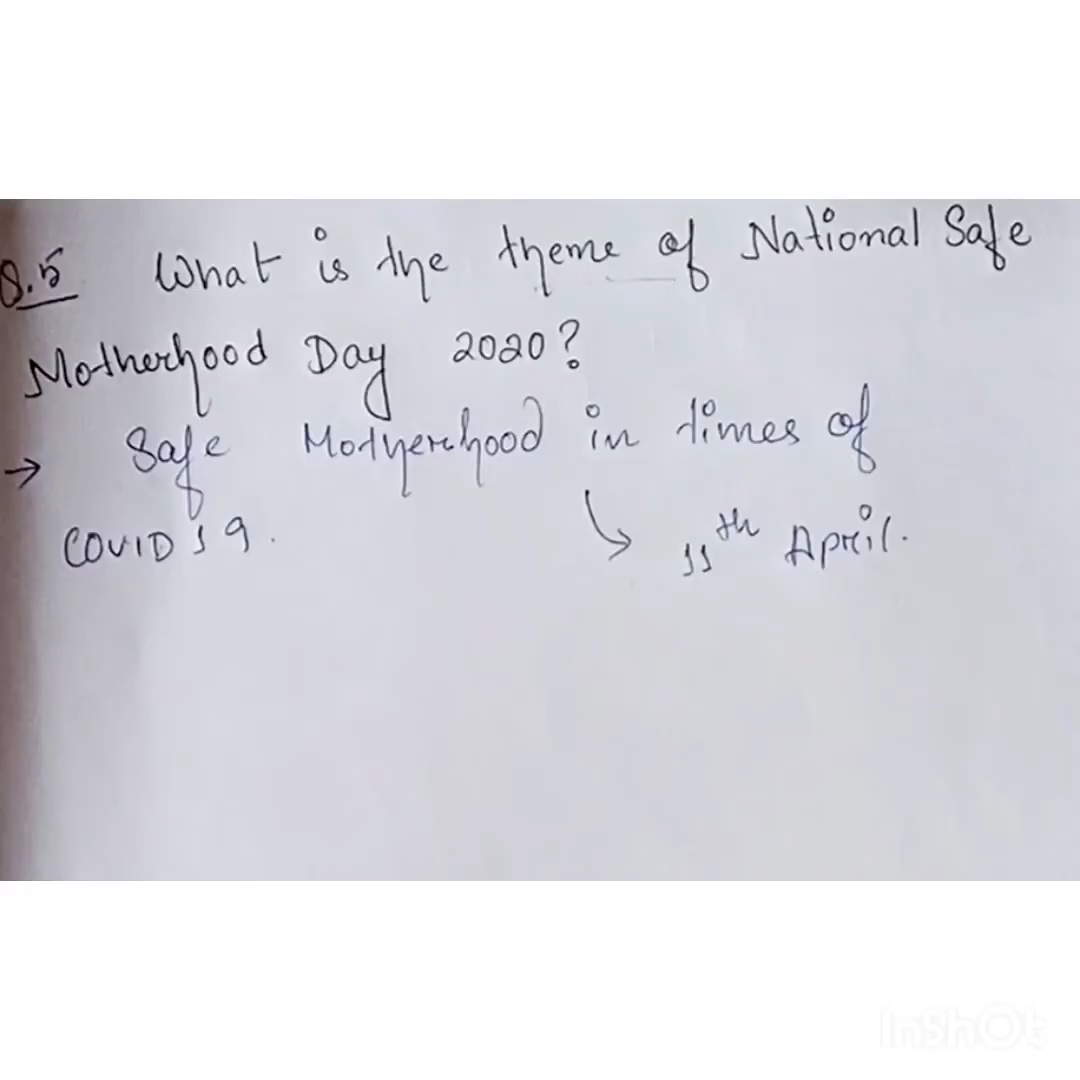 Q.5 What is the theme of National Safe
Motherhood Day 2020?
→ Safe Motherhood in times of
COVID 19.
↳ 11th April.
InShOt